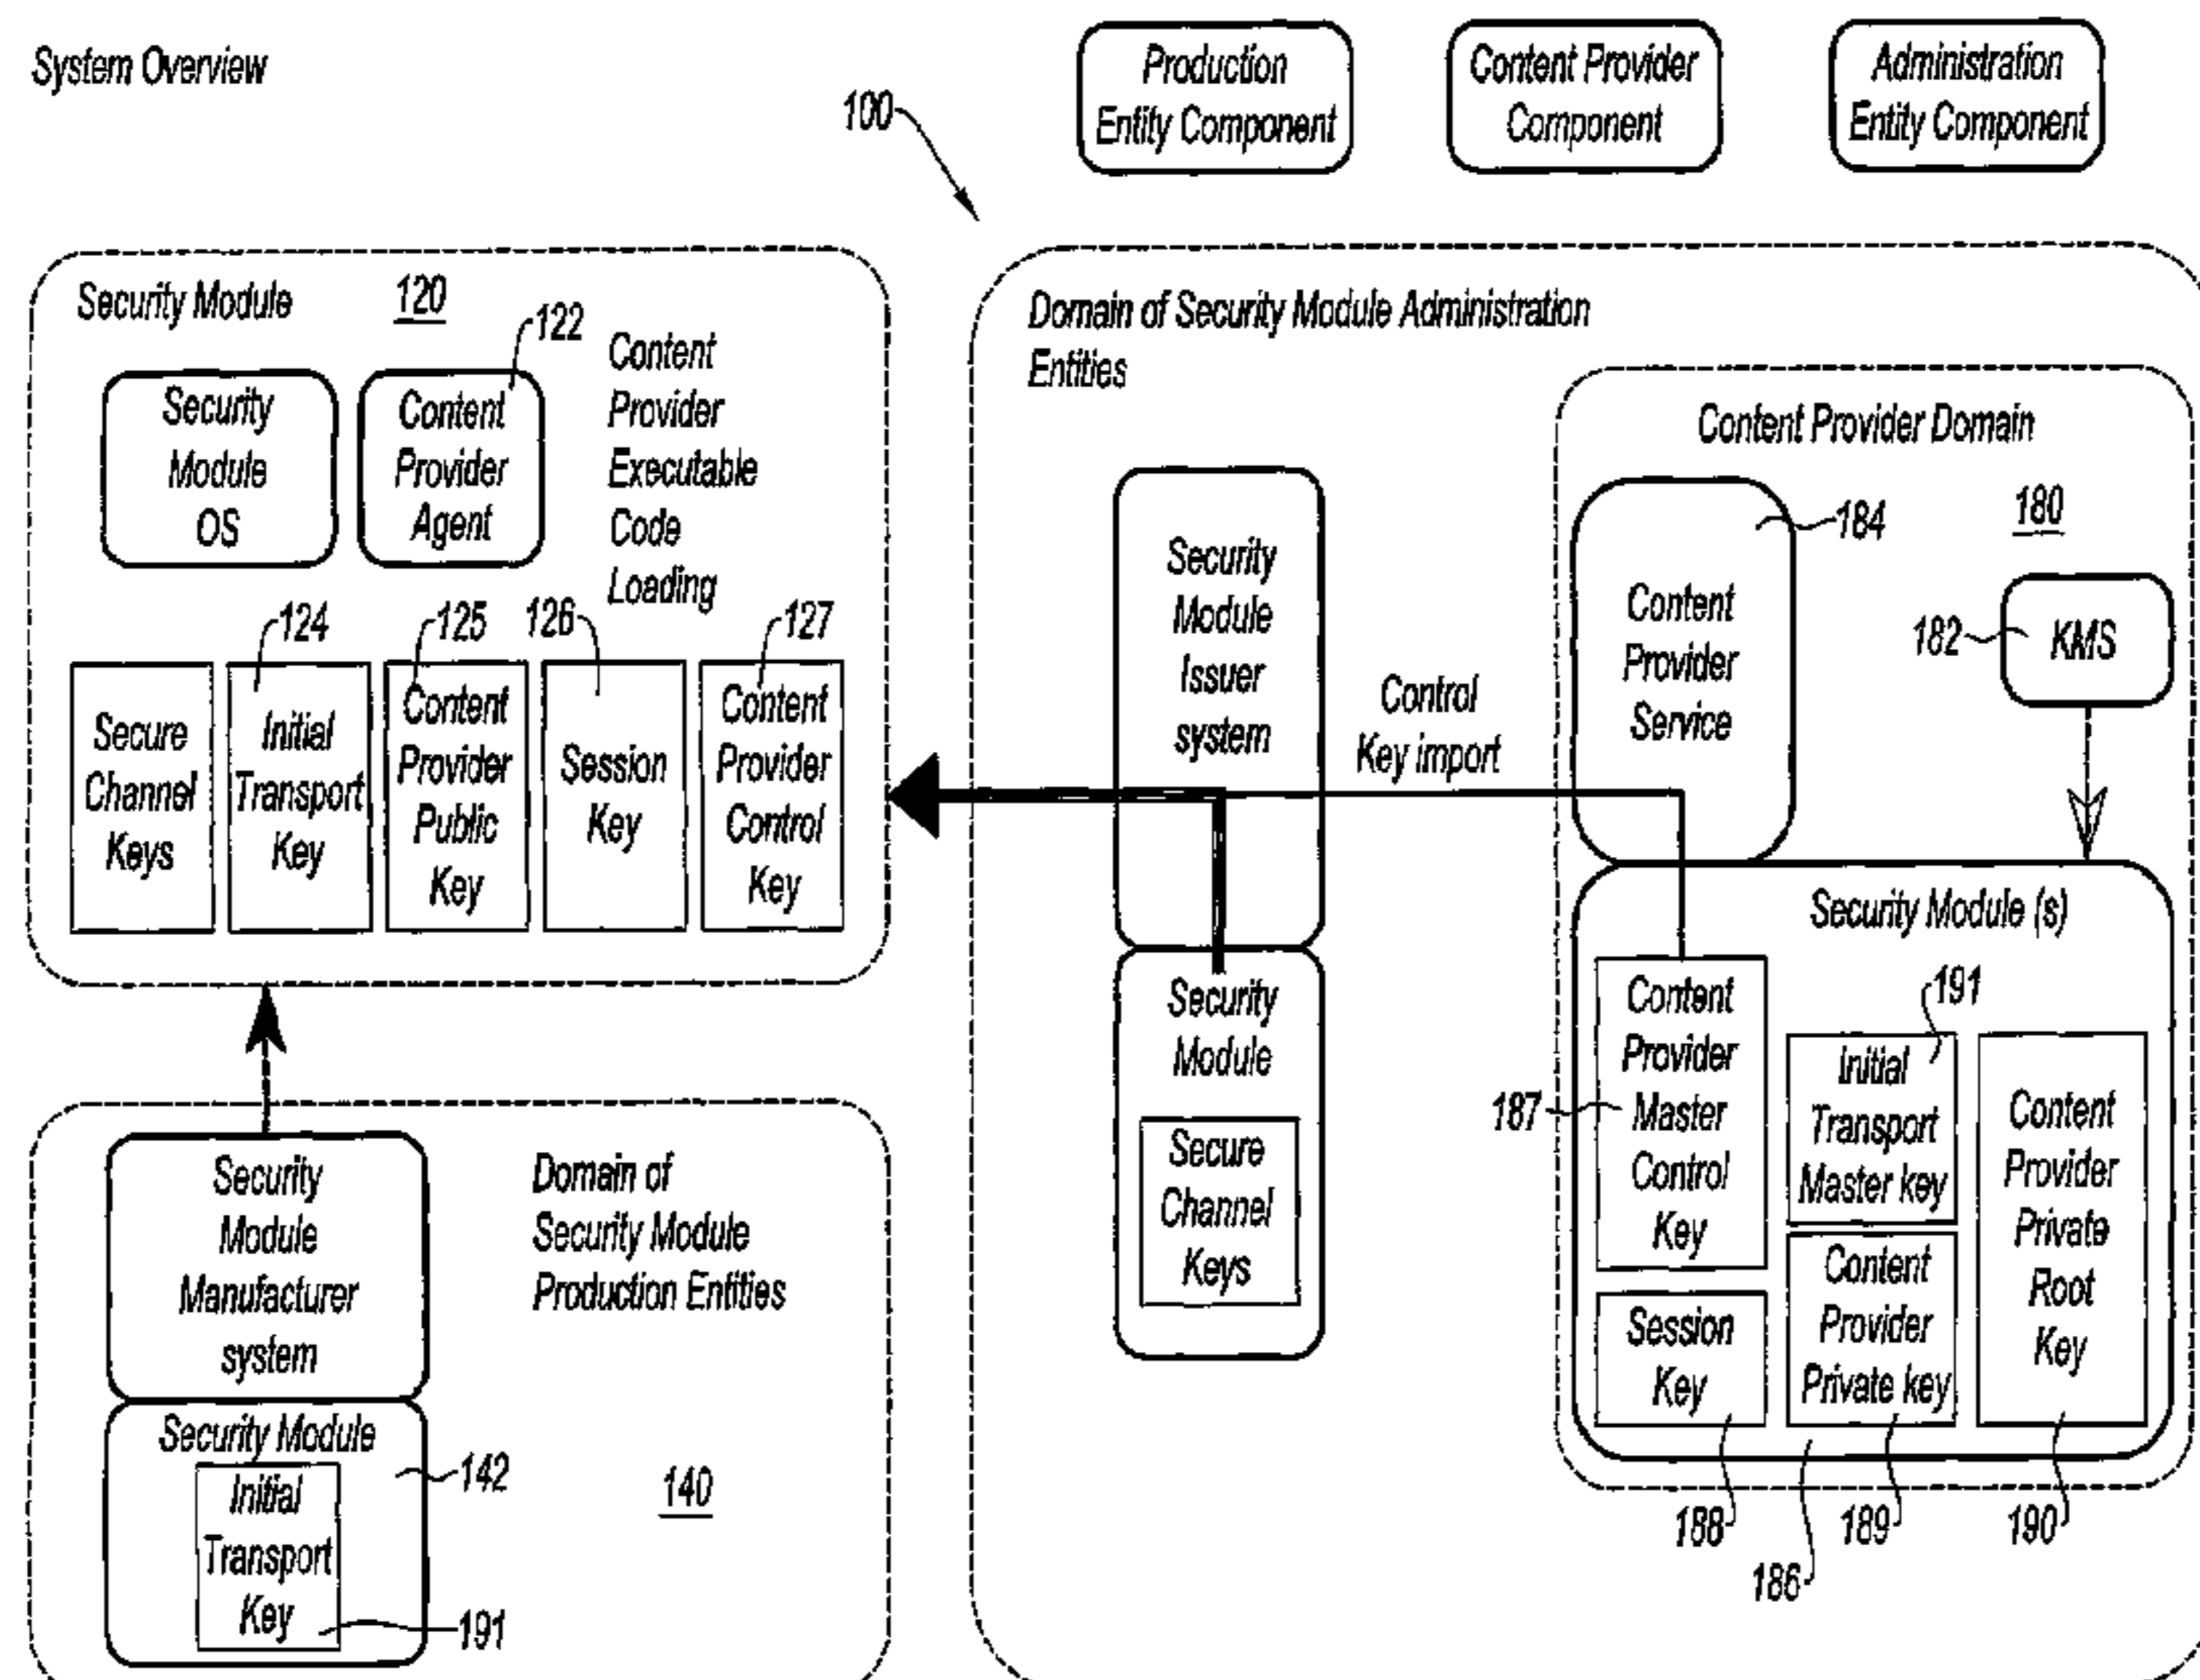 System Overview
Production
Entity Component
Content Provider
Component
Administration
Entity Component
100
Security Module
120
122
Security
Module
OS
Content
Provider
Agent
Content
Provider
Executable
Code
Loading
124
125
126
127
Secure
Channel
Keys
Initial
Transport
Key
Content
Provider
Public
Key
Session
Key
Content
Provider
Control
Key
Domain of Security Module Administration
Entities
Security
Module
Issuer
system
Control
Key import
Security
Module
Secure
Channel
Keys
Content Provider Domain
180
184
Content
Provider
Service
182
KMS
Security Module (s)
Content
Provider
Master
Control
Key
187
191
Initial
Transport
Master key
Content
Provider
Private
Root
Key
Session
Key
Content
Provider
Private key
188
189
190
186
Security
Module
Manufacturer
system
Domain of
Security Module
Production Entities
Security Module
142
Initial
Transport
Key
191
140